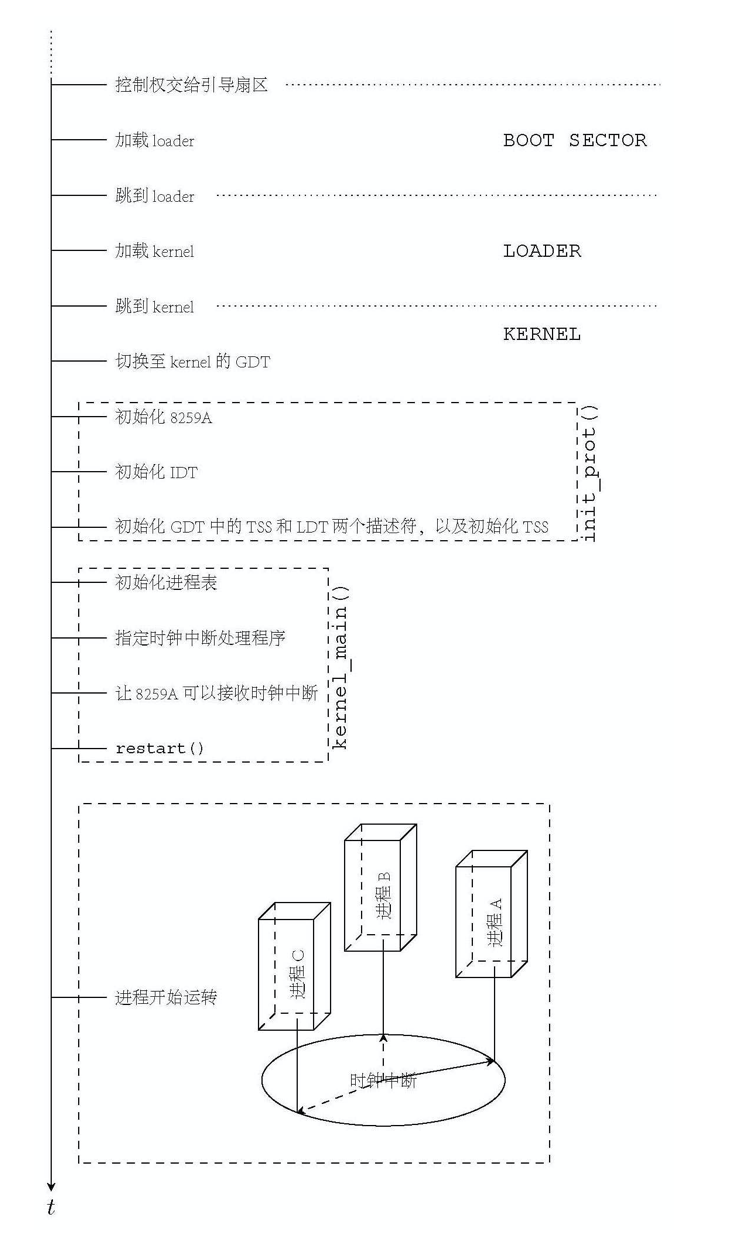 控制权交给引导扇区
加载 loader
BOOT SECTOR
跳到 loader
加载 kernel
LOADER
跳到 kernel
KERNEL
切换至 kernel 的 GDT
初始化 8259A
初始化 IDT
初始化 GDT 中的 TSS 和 LDT 两个描述符，以及初始化 TSS
init_prot()
初始化进程表
指定时钟中断处理程序
让 8259A 可以接收时钟中断
restart()
kernel_main()
进程 B
进程 A
进程 C
进程开始运转
时钟中断
t